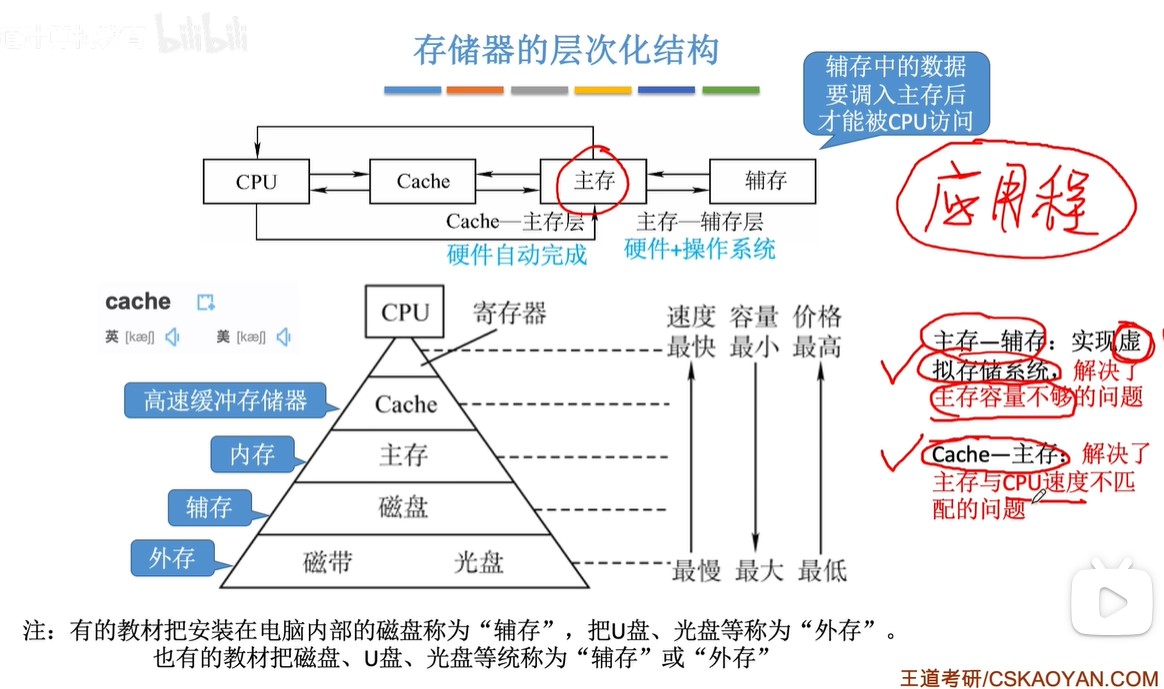 bilibili
存储器的层次化结构
辅存中的数据
要调入主存后
才能被CPU访问
CPU
Cache
主存
辅存
Cache—主存层
主存—辅存层
硬件自动完成
硬件+操作系统
应用程
cache
英 [kæʃ] 美 [kæʃ]
CPU
寄存器
速度 容量 价格
最快 最小 最高
高速缓冲存储器
Cache
内存
主存
辅存
磁盘
外存
磁带 光盘
最慢 最大 最低
主存—辅存：实现虚
拟存储系统，解决了
主存容量不够的问题
Cache—主存：解决了
主存与CPU速度不匹
配的问题
注：有的教材把安装在电脑内部的磁盘称为“辅存”，把U盘、光盘等称为“外存”。
也有的教材把磁盘、U盘、光盘等统称为“辅存”或“外存”
王道考研/CSKAOYAN.COM